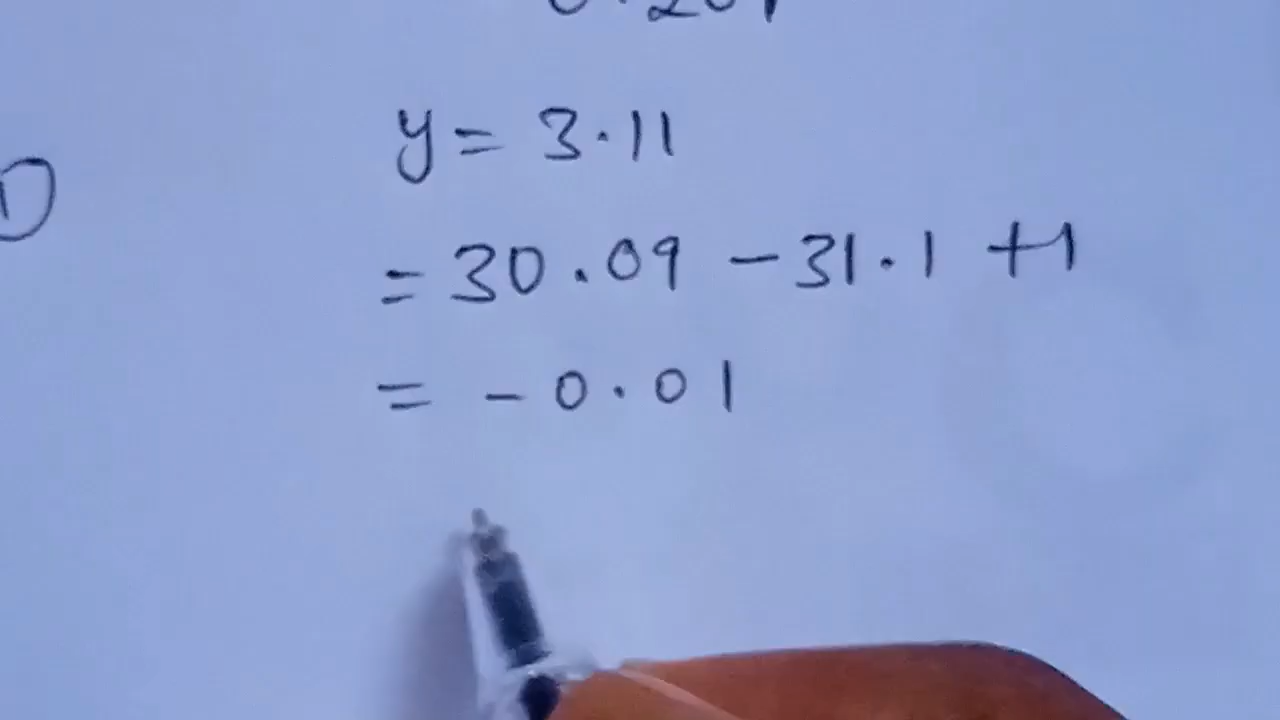 D
y = 3.11
= 30.09 - 31.1 + 1
= - 0.01